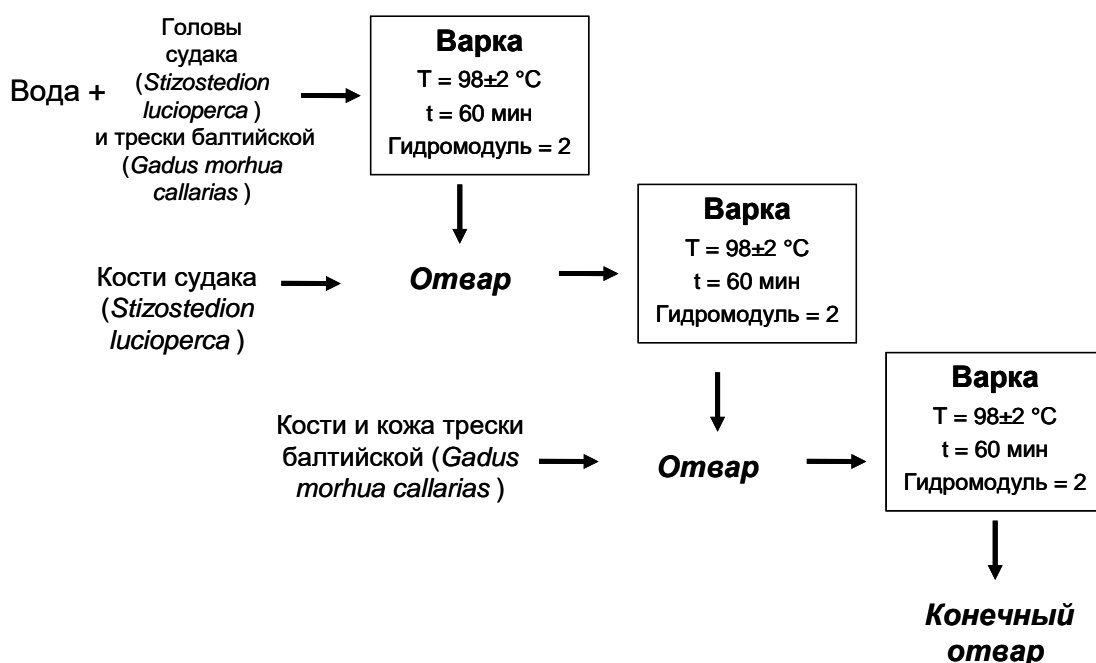 Вода +
Головы
судака
(Stizostedion
lucioperca )
и трески балтийской
(Gadus morhua
callarias )
Варка
T = 98±2 °C
t = 60 мин
Гидромодуль = 2
Кости судака
(Stizostedion
lucioperca )
Отвар
Варка
T = 98±2 °C
t = 60 мин
Гидромодуль = 2
Кости и кожа трески
балтийской (Gadus
morhua callarias )
Отвар
Варка
T = 98±2 °C
t = 60 мин
Гидромодуль = 2
Конечный
отвар